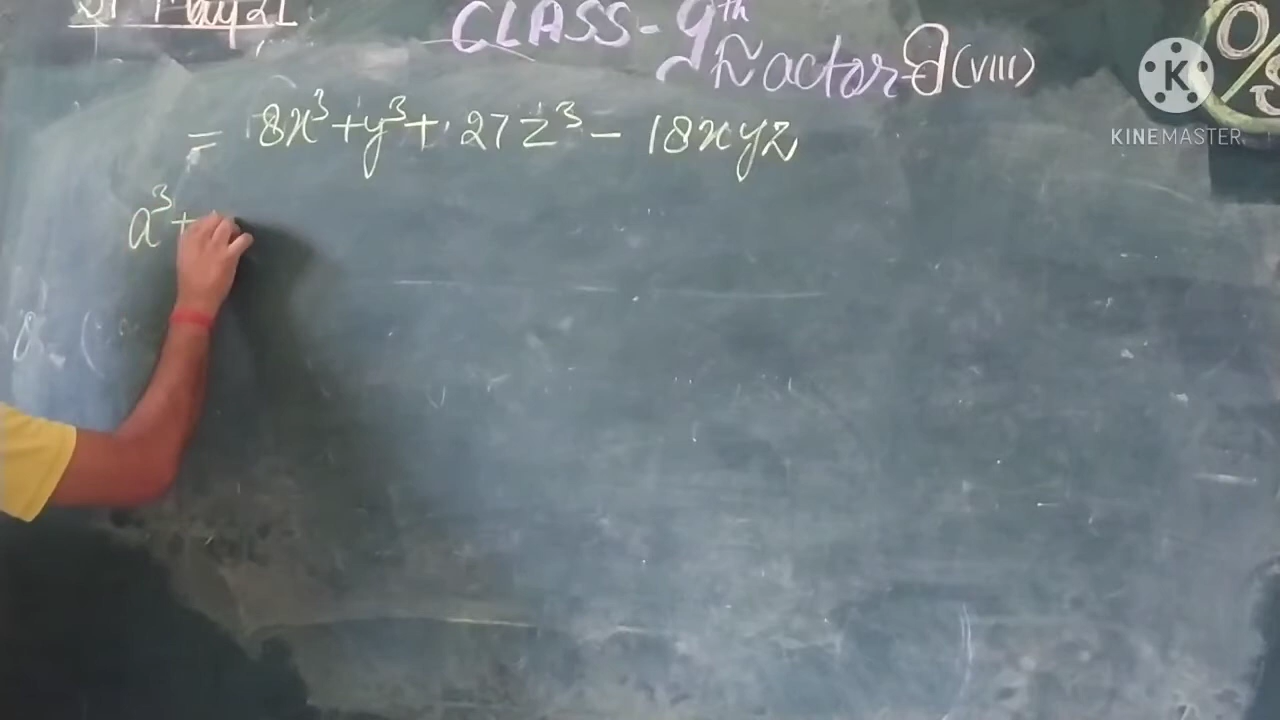 CLASS-9th
Factor-B(VIII)
= 8x³+y³+27z³-18xyz
a³+
8.
KINEMASTER